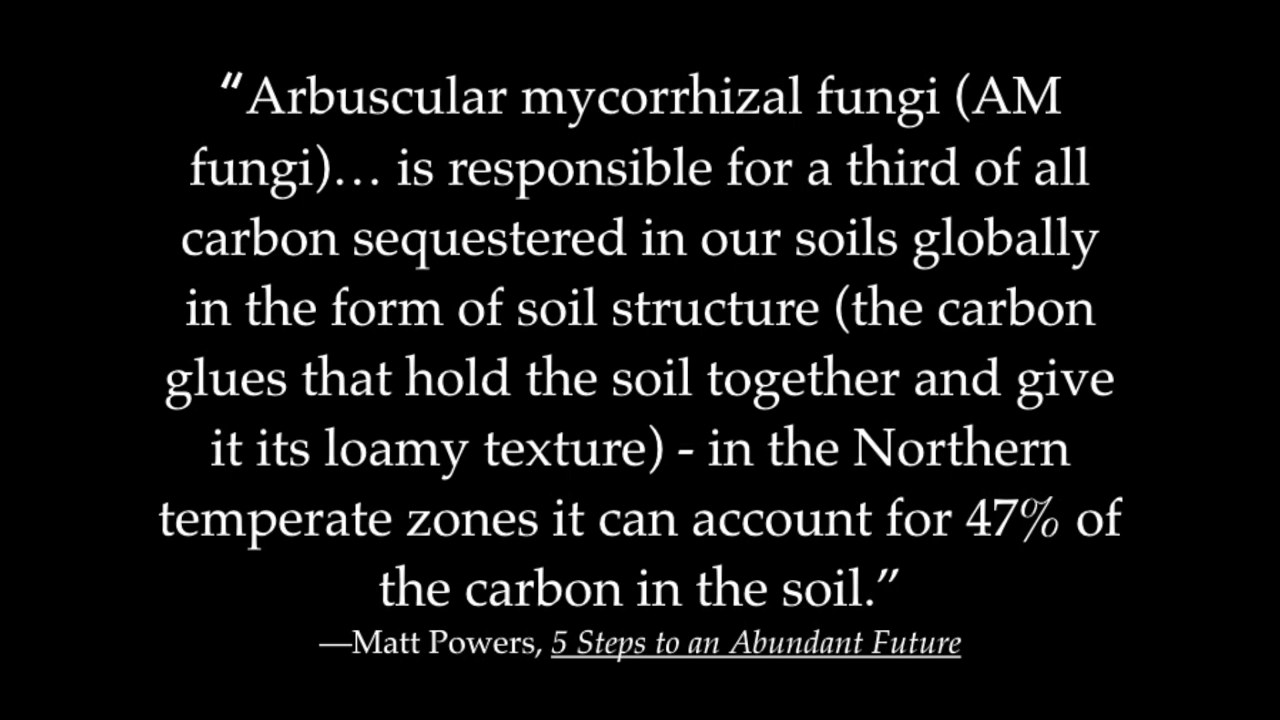 “Arbuscular mycorrhizal fungi (AM
fungi)… is responsible for a third of all
carbon sequestered in our soils globally
in the form of soil structure (the carbon
glues that hold the soil together and give
it its loamy texture) - in the Northern
temperate zones it can account for 47% of
the carbon in the soil.”
—Matt Powers, 5 Steps to an Abundant Future